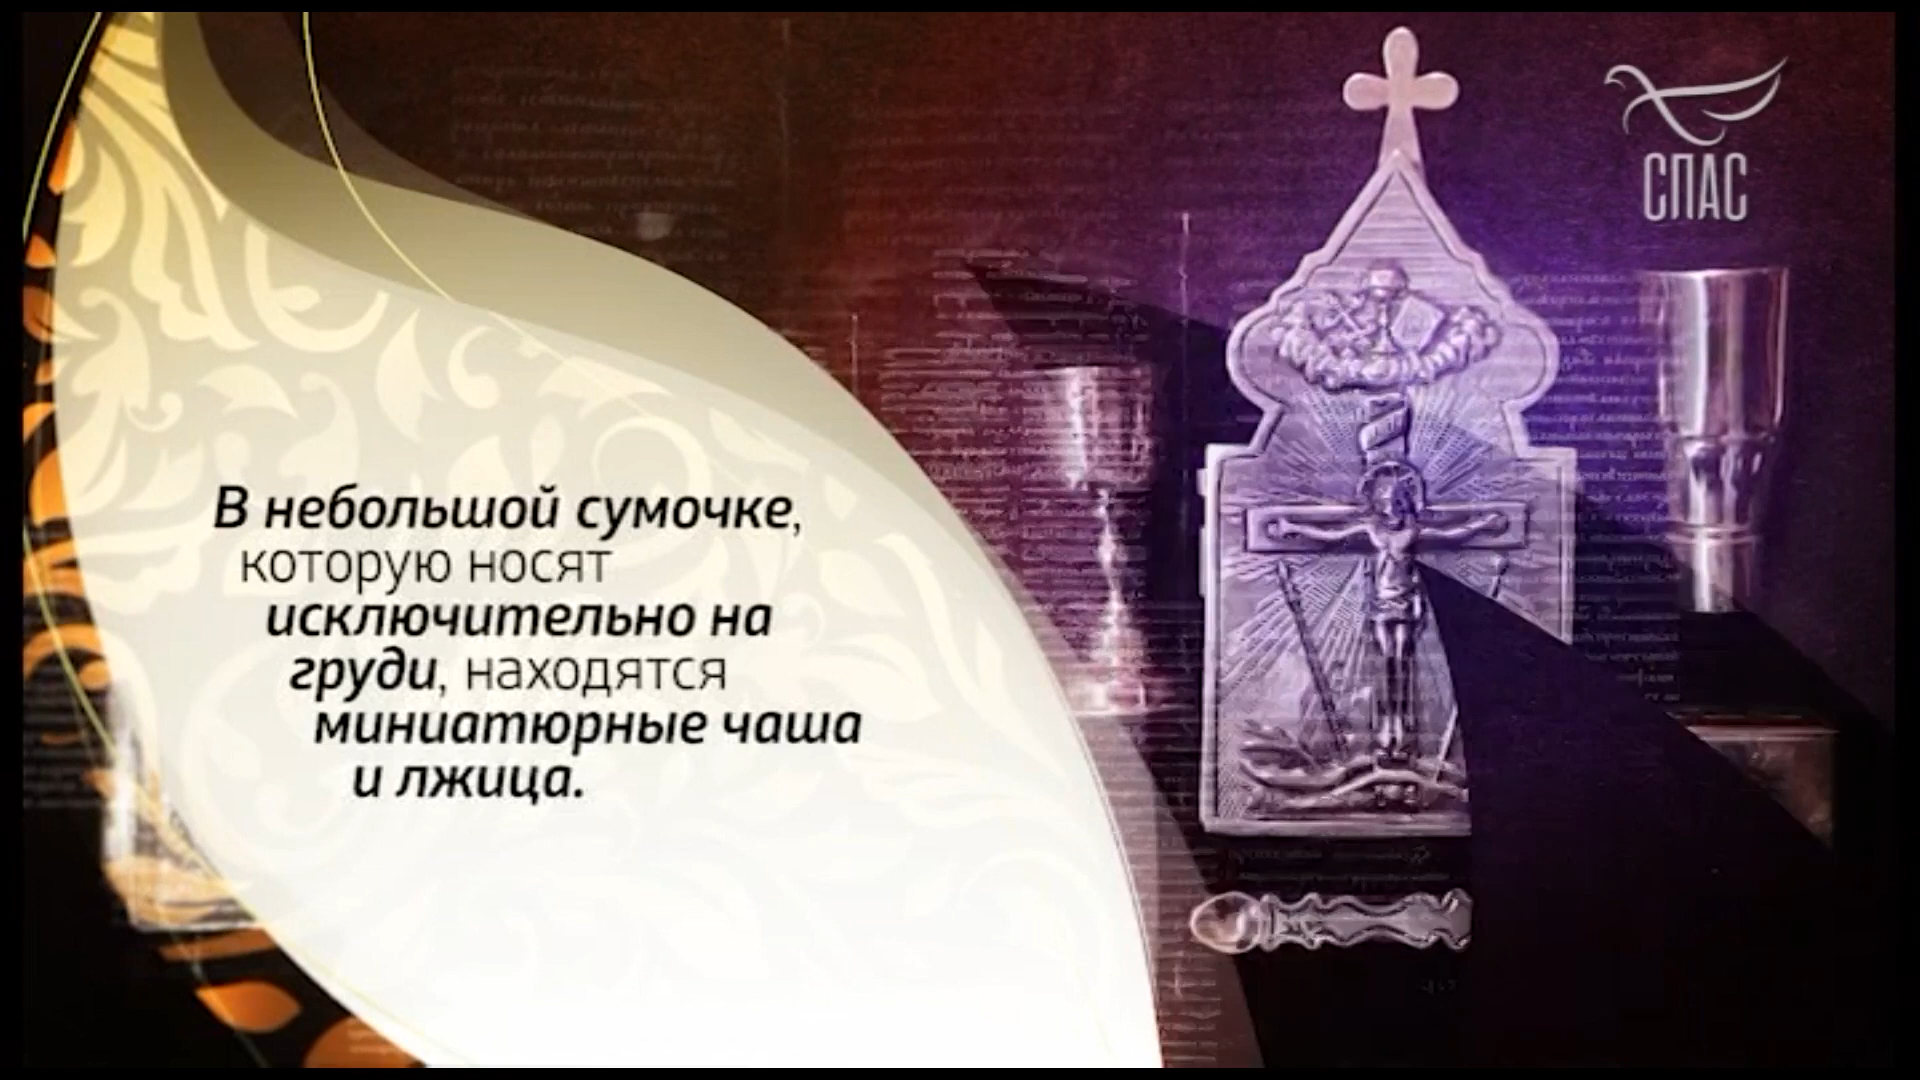 В небольшой сумочке,
которую носят
исключительно на
груди, находятся
миниатюрные чаша
и лжица.
СПАС